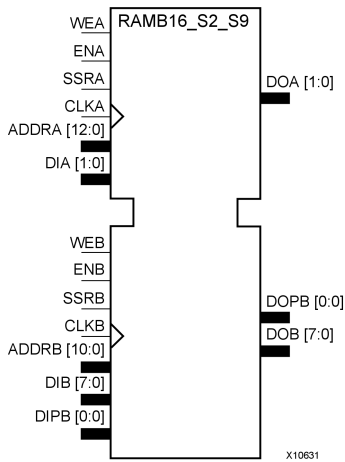 RAMB16_S2_S9
WEA
ENA
SSRA
CLKA
ADDRA [12:0]
DIA [1:0]
DOA [1:0]
WEB
ENB
SSRB
CLKB
ADDRB [10:0]
DIB [7:0]
DIPB [0:0]
DOPB [0:0]
DOB [7:0]
X10631